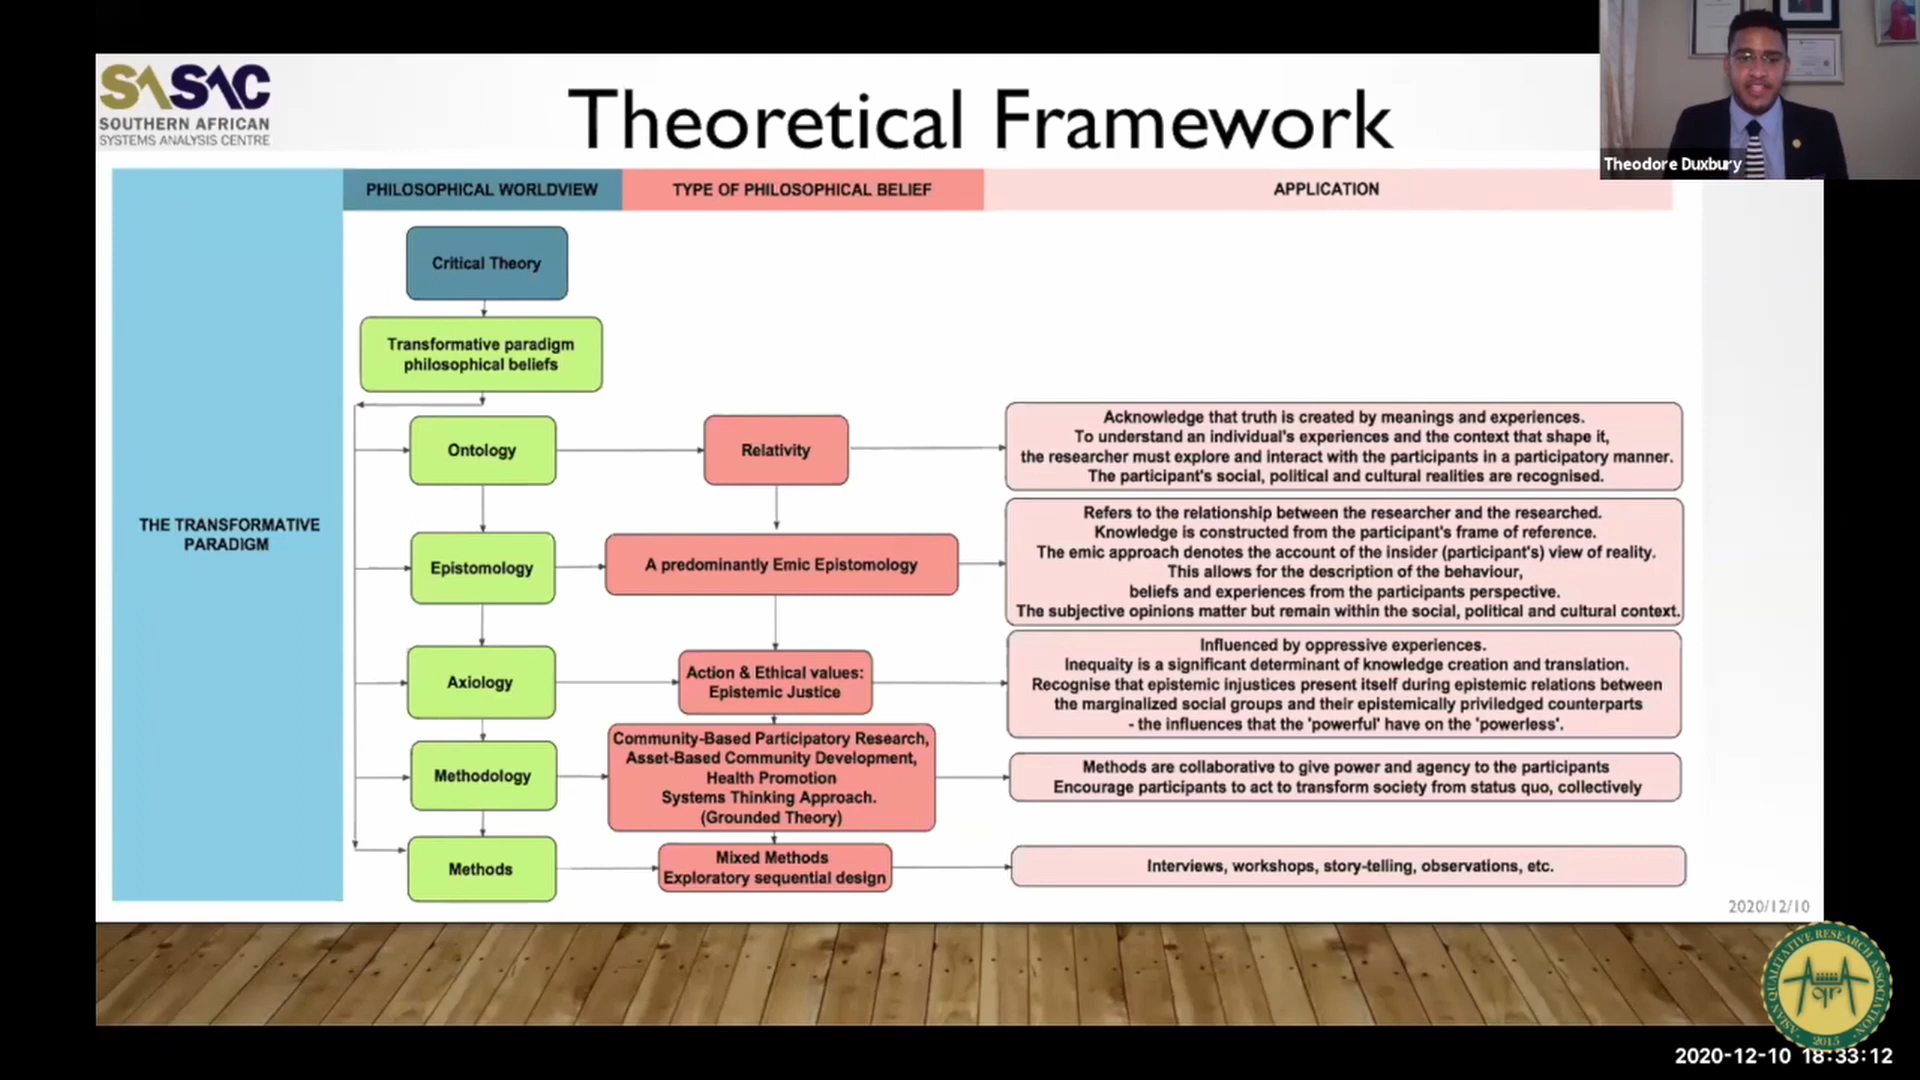 SASAC
SOUTHERN AFRICAN
SYSTEMS ANALYSIS CENTRE
Theoretical Framework
Theodore Duxbury
PHILOSOPHICAL WORLDVIEW
TYPE OF PHILOSOPHICAL BELIEF
APPLICATION
THE TRANSFORMATIVE
PARADIGM
Critical Theory
Transformative paradigm
philosophical beliefs
Ontology
Relativity
Acknowledge that truth is created by meanings and experiences.
To understand an individual's experiences and the context that shape it,
the researcher must explore and interact with the participants in a participatory manner.
The participant's social, political and cultural realities are recognised.
Epistomology
A predominantly Emic Epistomology
Refers to the relationship between the researcher and the researched.
Knowledge is constructed from the participant's frame of reference.
The emic approach denotes the account of the insider (participant's) view of reality.
This allows for the description of the behaviour,
beliefs and experiences from the participants perspective.
The subjective opinions matter but remain within the social, political and cultural context.
Axiology
Action & Ethical values:
Epistemic Justice
Influenced by oppressive experiences.
Inequaity is a significant determinant of knowledge creation and translation.
Recognise that epistemic injustices present itself during epistemic relations between
the marginalized social groups and their epistemically priviledged counterparts
- the influences that the 'powerful' have on the 'powerless'.
Methodology
Community-Based Participatory Research,
Asset-Based Community Development,
Health Promotion
Systems Thinking Approach.
(Grounded Theory)
Methods are collaborative to give power and agency to the participants
Encourage participants to act to transform society from status quo, collectively
Methods
Mixed Methods
Exploratory sequential design
Interviews, workshops, story-telling, observations, etc.
2020/12/10
ASIAN QUALITATIVE RESEARCH ASSOCIATION
2015
2020-12-10 18:33:12